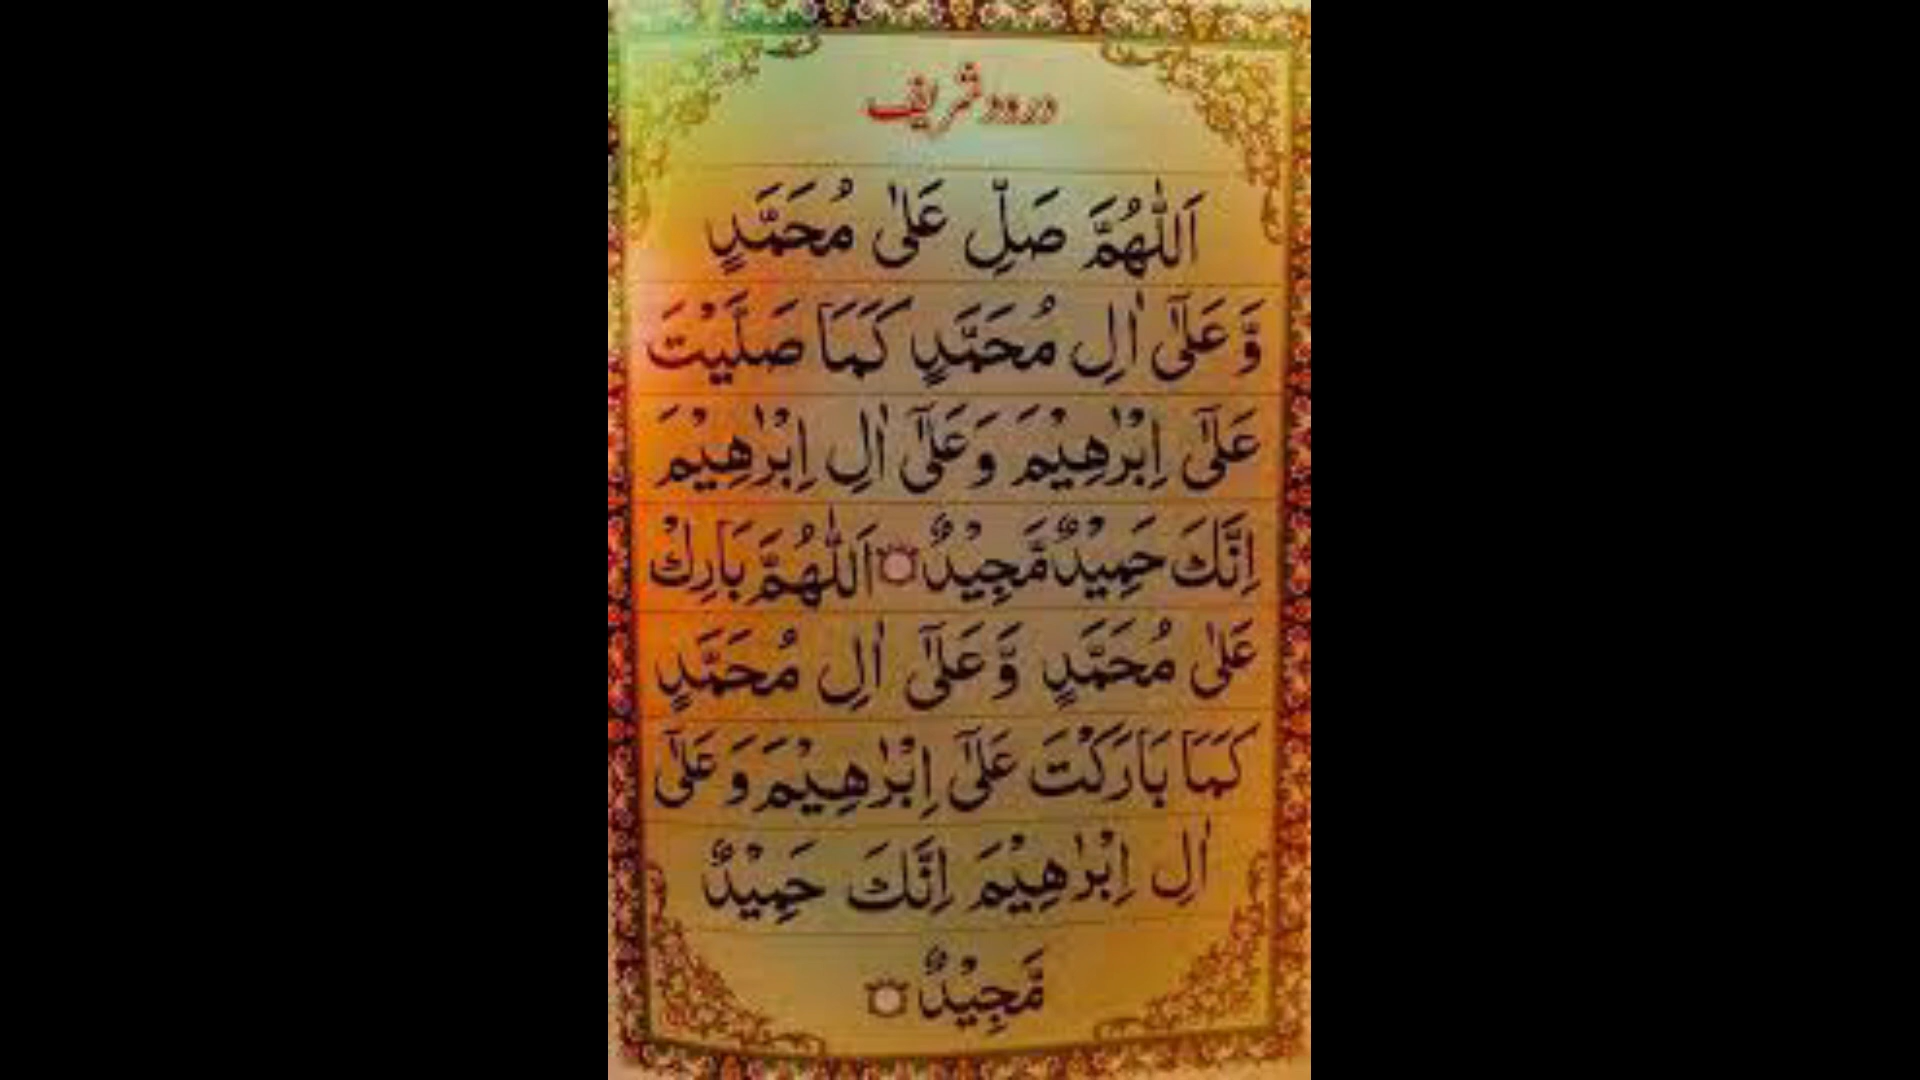 درود شریف
اَللّٰهُمَّ صَلِّ عَلٰى مُحَمَّدٍ
وَّ عَلٰٓى اٰلِ مُحَمَّدٍ كَمَا صَلَّيْتَ
عَلٰٓى اِبْرٰهِيْمَ وَ عَلٰٓى اٰلِ اِبْرٰهِيْمَ
اِنَّكَ حَمِيْدٌ مَّجِيْدٌ ۝ اَللّٰهُمَّ بَارِكْ
عَلٰى مُحَمَّدٍ وَّ عَلٰٓى اٰلِ مُحَمَّدٍ
كَمَا بَارَكْتَ عَلٰٓى اِبْرٰهِيْمَ وَ عَلٰٓى
اٰلِ اِبْرٰهِيْمَ اِنَّكَ حَمِيْدٌ
مَّجِيْدٌ ۝